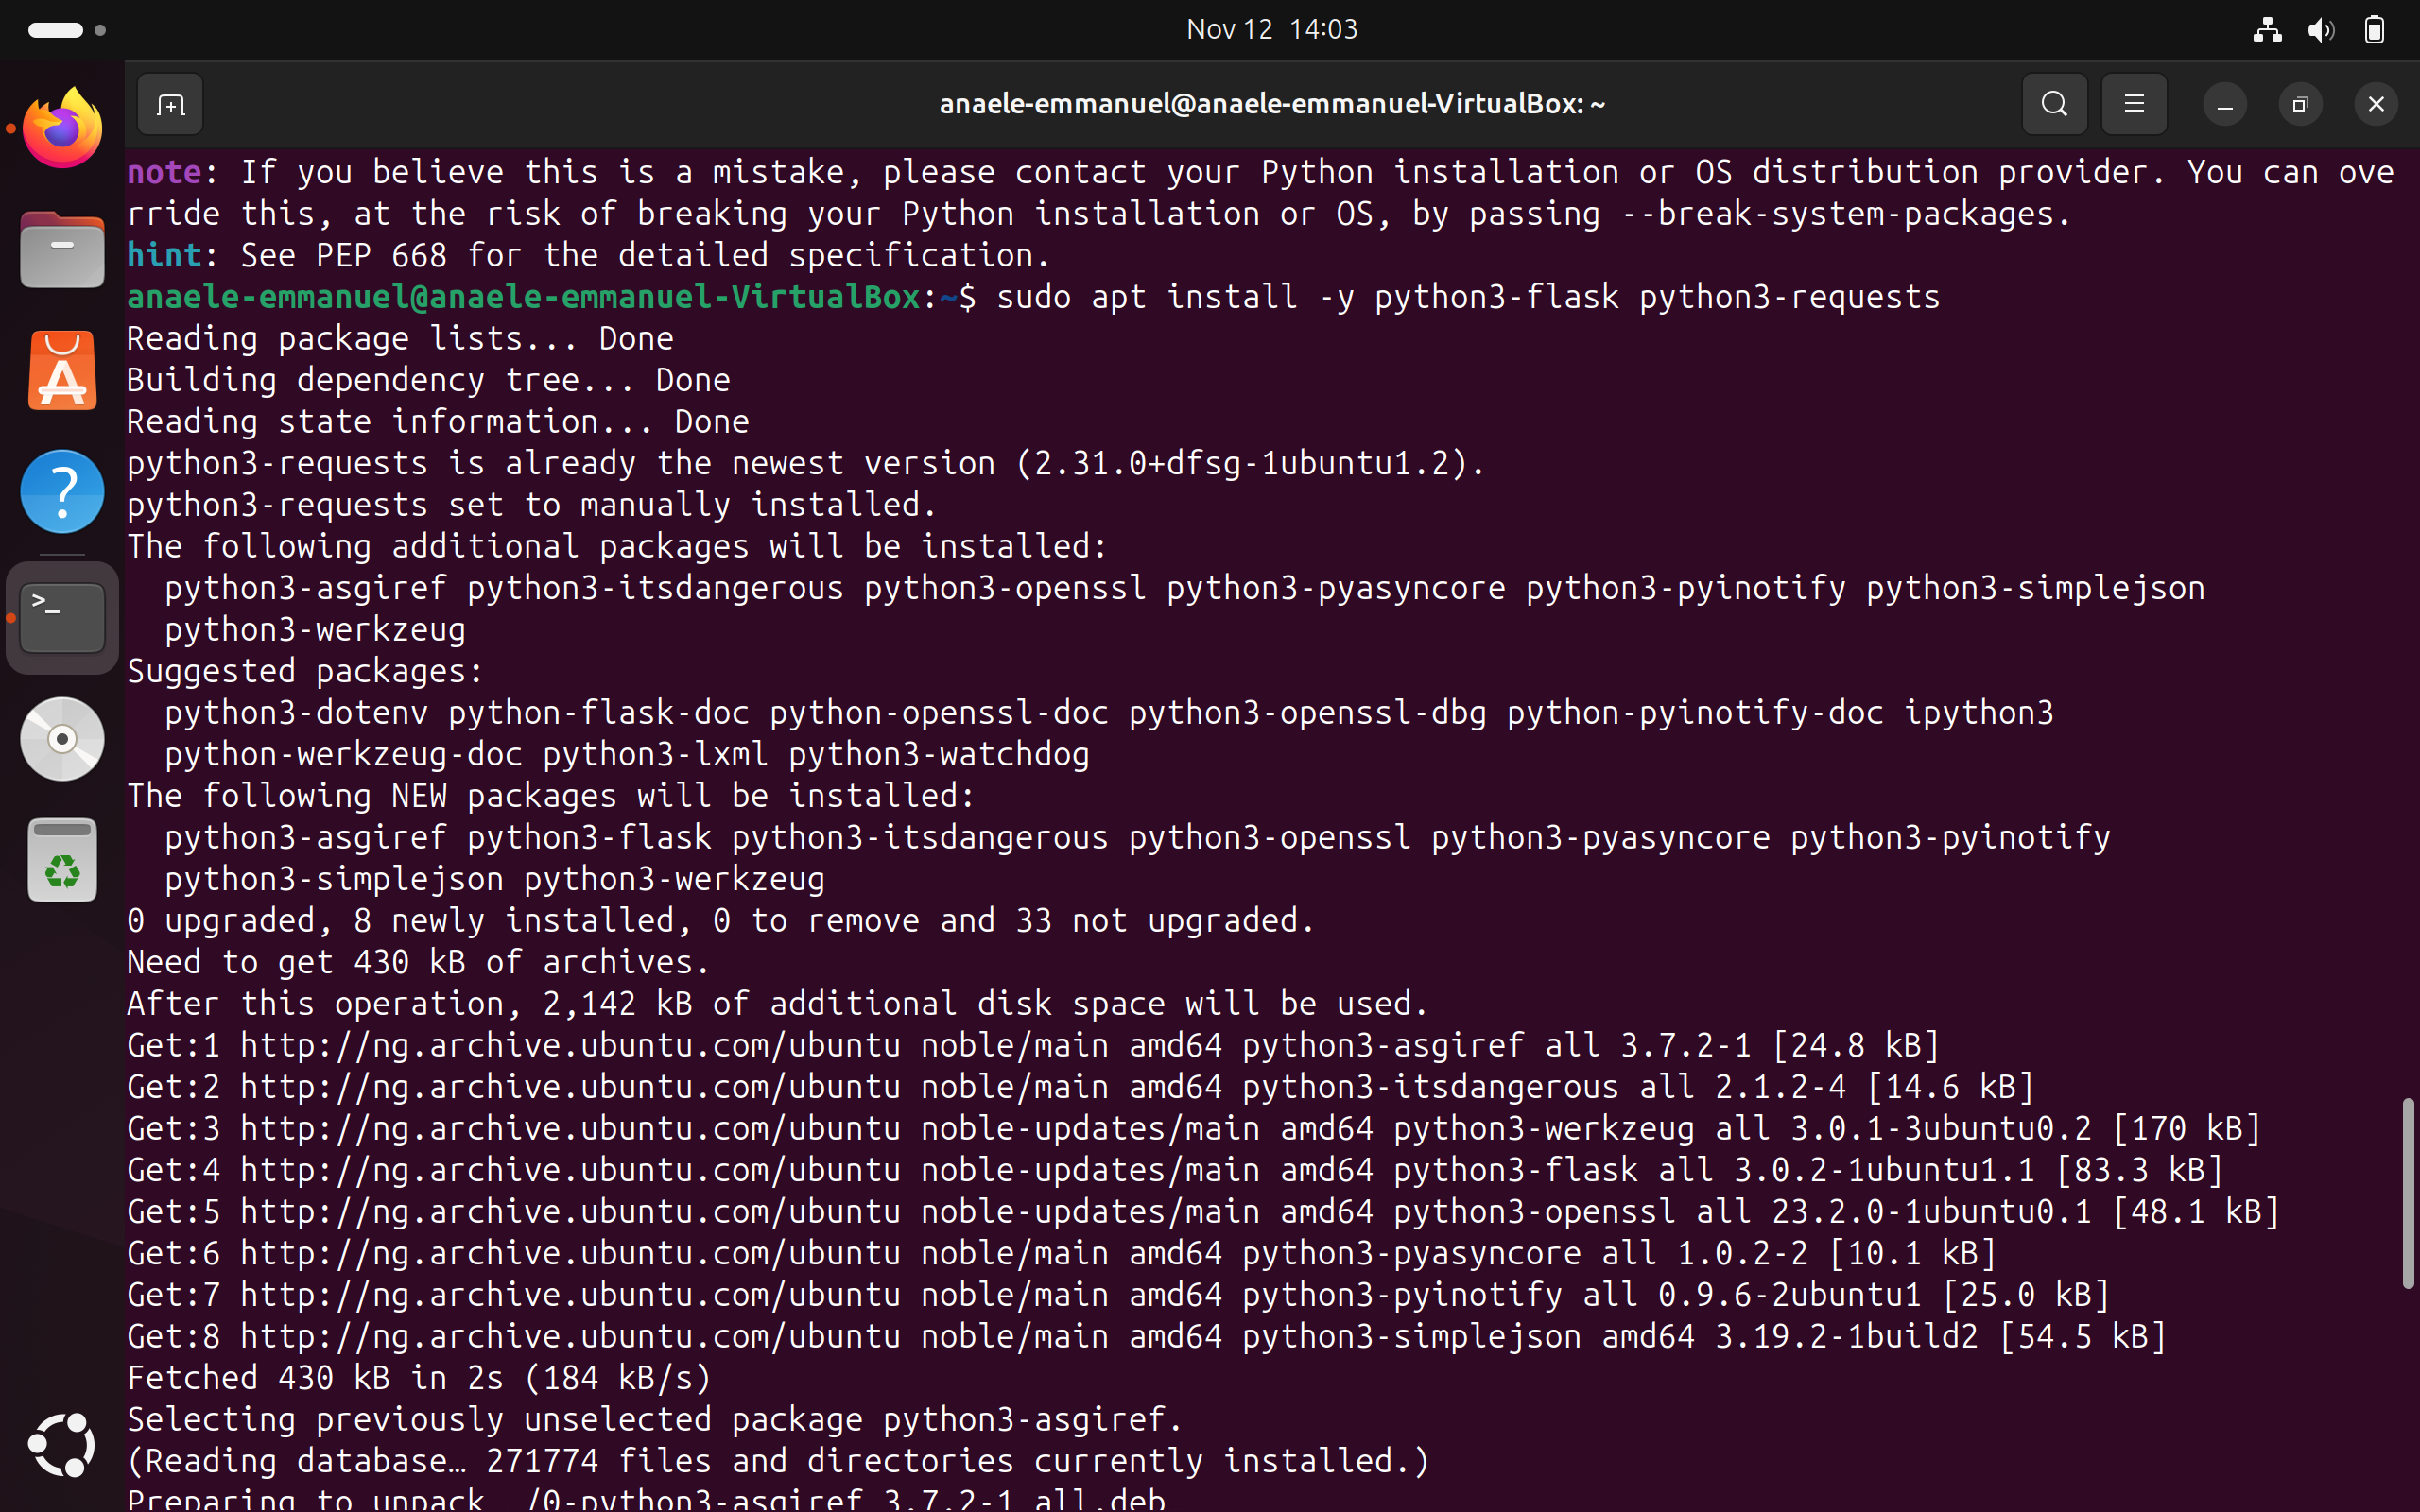 Nov 12 14:03
anaele-emmanuel@anaele-emmanuel-VirtualBox: ~
note: If you believe this is a mistake, please contact your Python installation or OS distribution provider. You can ove
rride this, at the risk of breaking your Python installation or OS, by passing --break-system-packages.
hint: See PEP 668 for the detailed specification.
anaele-emmanuel@anaele-emmanuel-VirtualBox:~$ sudo apt install -y python3-flask python3-requests
Reading package lists... Done
Building dependency tree... Done
Reading state information... Done
python3-requests is already the newest version (2.31.0+dfsg-1ubuntu1.2).
python3-requests set to manually installed.
The following additional packages will be installed:
  python3-asgiref python3-itsdangerous python3-openssl python3-pyasyncore python3-pyinotify python3-simplejson
  python3-werkzeug
Suggested packages:
  python3-dotenv python-flask-doc python-openssl-doc python3-openssl-dbg python-pyinotify-doc ipython3
  python-werkzeug-doc python3-lxml python3-watchdog
The following NEW packages will be installed:
  python3-asgiref python3-flask python3-itsdangerous python3-openssl python3-pyasyncore python3-pyinotify
  python3-simplejson python3-werkzeug
0 upgraded, 8 newly installed, 0 to remove and 33 not upgraded.
Need to get 430 kB of archives.
After this operation, 2,142 kB of additional disk space will be used.
Get:1 http://ng.archive.ubuntu.com/ubuntu noble/main amd64 python3-asgiref all 3.7.2-1 [24.8 kB]
Get:2 http://ng.archive.ubuntu.com/ubuntu noble/main amd64 python3-itsdangerous all 2.1.2-4 [14.6 kB]
Get:3 http://ng.archive.ubuntu.com/ubuntu noble-updates/main amd64 python3-werkzeug all 3.0.1-3ubuntu0.2 [170 kB]
Get:4 http://ng.archive.ubuntu.com/ubuntu noble-updates/main amd64 python3-flask all 3.0.2-1ubuntu1.1 [83.3 kB]
Get:5 http://ng.archive.ubuntu.com/ubuntu noble-updates/main amd64 python3-openssl all 23.2.0-1ubuntu0.1 [48.1 kB]
Get:6 http://ng.archive.ubuntu.com/ubuntu noble/main amd64 python3-pyasyncore all 1.0.2-2 [10.1 kB]
Get:7 http://ng.archive.ubuntu.com/ubuntu noble/main amd64 python3-pyinotify all 0.9.6-2ubuntu1 [25.0 kB]
Get:8 http://ng.archive.ubuntu.com/ubuntu noble/main amd64 python3-simplejson amd64 3.19.2-1build2 [54.5 kB]
Fetched 430 kB in 2s (184 kB/s)
Selecting previously unselected package python3-asgiref.
(Reading database… 271774 files and directories currently installed.)
Preparing to unpack …/0-python3-asgiref_3.7.2-1_all.deb